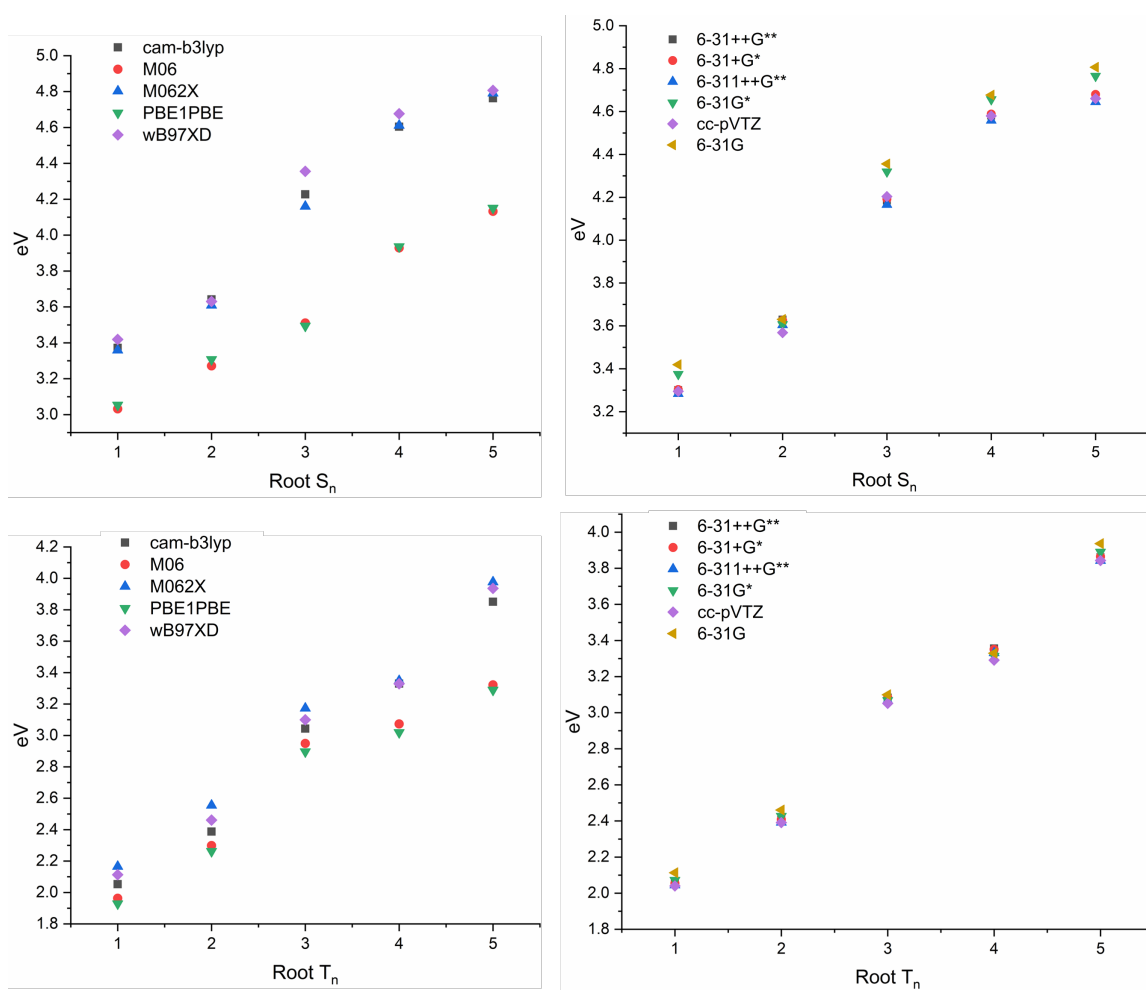 cam-b3lyp
M06
M062X
PBE1PBE
wB97XD
5.0
4.8
4.6
4.4
4.2
4.0
3.8
3.6
3.4
3.2
3.0
eV
1 2 3 4 5
Root Sn
6-31++G**
6-31+G*
6-311++G**
6-31G*
cc-pVTZ
6-31G
5.0
4.8
4.6
4.4
4.2
4.0
3.8
3.6
3.4
3.2
eV
1 2 3 4 5
Root Sn
cam-b3lyp
M06
M062X
PBE1PBE
wB97XD
4.2
4.0
3.8
3.6
3.4
3.2
3.0
2.8
2.6
2.4
2.2
2.0
1.8
eV
1 2 3 4 5
Root Tn
6-31++G**
6-31+G*
6-311++G**
6-31G*
cc-pVTZ
6-31G
4.0
3.8
3.6
3.4
3.2
3.0
2.8
2.6
2.4
2.2
2.0
1.8
eV
1 2 3 4 5
Root Tn